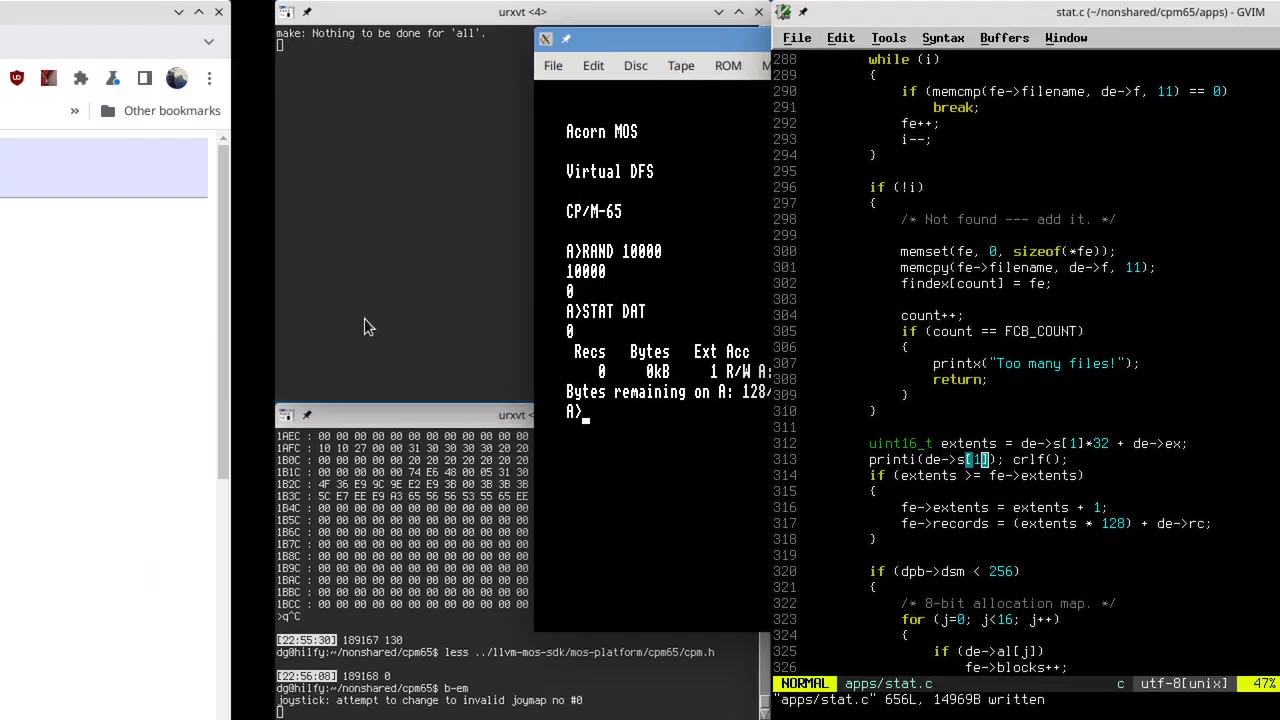 Other bookmarks
urxvt <4>
make: Nothing to be done for 'all'.
File Edit Disc Tape ROM M
Acorn MOS
Virtual DFS
CP/M-65
A>RAND 10000
10000
0
A>STAT DAT
0
Recs Bytes Ext Acc
0 0kB 1 R/W A:
Bytes remaining on A: 128/
A>_
urxvt <
1AEC : 00 00 00 00 00 00 00 00 00
1AFC : 10 10 27 00 00 31 30 30 30 30
1B0C : 00 00 00 20 20 20 20 20 20 20
1B1C : 00 00 00 00 74 E6 43 00 05 31 30
1B2C : 4F 36 E9 9C 9E E2 E9 3B 00 3B 3B 3B
1B3C : 5C E7 EE E9 A3 65 56 56 53 55 65 EE
1B4C : 00 00 00 00 00 00 00 00 00 00 00 00
1B5C : 00 00 00 00 00 00 00 00 00 00 00 00
1B6C : 00 00 00 00 00 00 00 00 00 00 00 00
1B7C : 00 00 00 00 00 00 00 00 00 00 00 00
1B8C : 00 00 00 00 00 00 00 00 00 00 00 00
1B9C : 00 00 00 00 00 00 00 00 00 00 00 00
1BAC : 00 00 00 00 00 00 00 00 00 00 00 00
1BBC : 00 00 00 00 00 00 00 00 00 00 00 00
1BCC : 00 00 00 00 00 00 00 00 00 00 00 00
>q^C
[22:55:30] 189167 130
dg@hilfy:~/nonshared/cpm65> less ../llvm-mos-sdk/mos-platform/cpm65/cpm.h
[22:56:08] 189168 0
dg@hilfy:~/nonshared/cpm65> b-em
joystick: attempt to change to invalid joymap no #0
stat.c (~/nonshared/cpm65/apps) - GVIM
File Edit Tools Syntax Buffers Window
288 while (i)
289 {
290 if (memcmp(fe->filename, de->f, 11) == 0)
291 break;
292 fe++;
293 i--;
294 }
295
296 if (!i)
297 {
298 /* Not found --- add it. */
299
300 memset(fe, 0, sizeof(*fe));
301 memcpy(fe->filename, de->f, 11);
302 findex[count] = fe;
303
304 count++;
305 if (count == FCB_COUNT)
306 {
307 printx("Too many files!");
308 return;
309 }
310 }
311
312 uint16_t extents = de->s[1]*32 + de->ex;
313 printi(de->s[1]); crlf();
314 if (extents >= fe->extents)
315 {
316 fe->extents = extents + 1;
317 fe->records = (extents * 128) + de->rc;
318 }
319
320 if (dpb->dsm < 256)
321 {
322 /* 8-bit allocation map. */
323 for (j=0; j<16; j++)
324 {
325 if (de->al[j])
326 fe->blocks++;
NORMAL apps/stat.c c utf-8[unix] 47%
"apps/stat.c" 656L, 14969B written